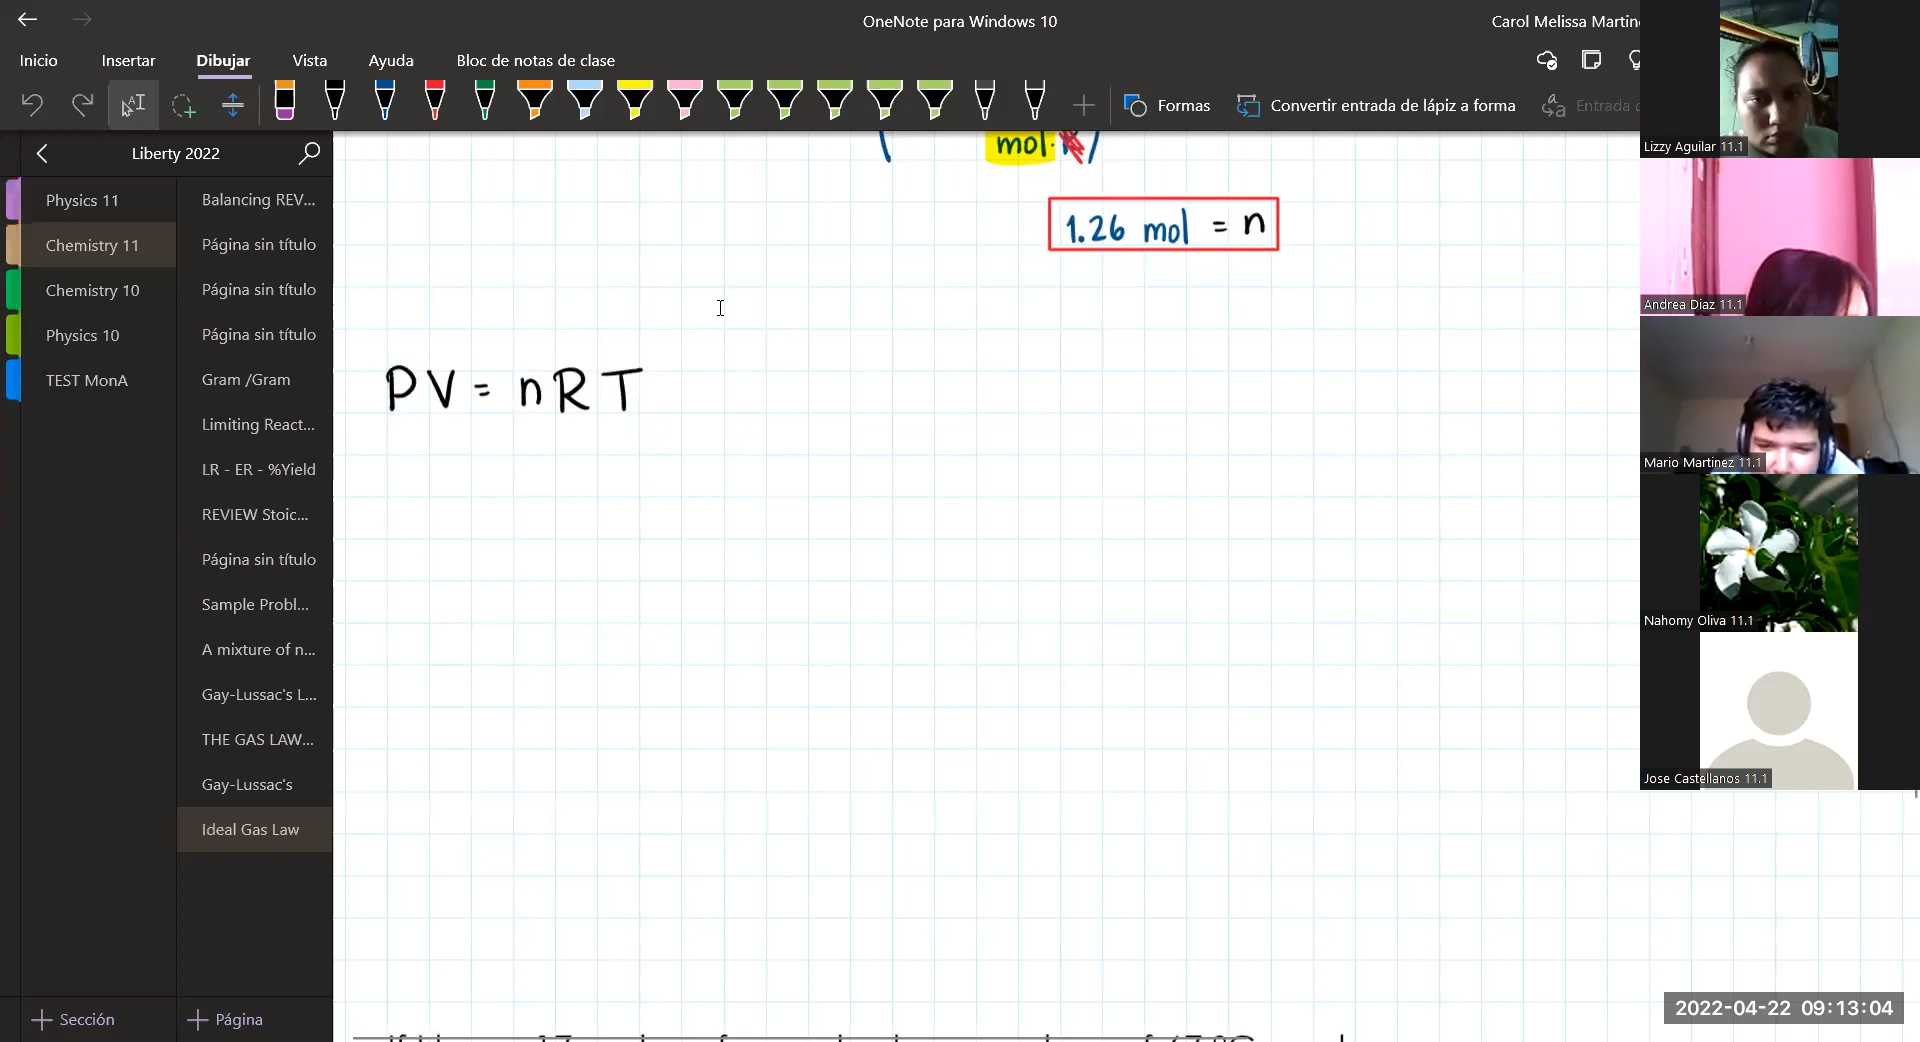 OneNote para Windows 10
Carol Melissa Martin
Inicio
Insertar
Dibujar
Vista
Ayuda
Bloc de notas de clase
Formas
Convertir entrada de lápiz a forma
Entrada
Liberty 2022
Physics 11
Chemistry 11
Chemistry 10
Physics 10
TEST MonA
Balancing REV...
Página sin título
Página sin título
Página sin título
Gram /Gram
Limiting React...
LR - ER - %Yield
REVIEW Stoic...
Página sin título
Sample Probl...
A mixture of n...
Gay-Lussac's L...
THE GAS LAW...
Gay-Lussac's
Ideal Gas Law
Sección
Página
mol·
1.26 mol = n
PV = nRT
Lizzy Aguilar 11.1
Andrea Diaz 11.1
Mario Martinez 11.1
Nahomy Oliva 11.1
Jose Castellanos 11.1
2022-04-22 09:13:04